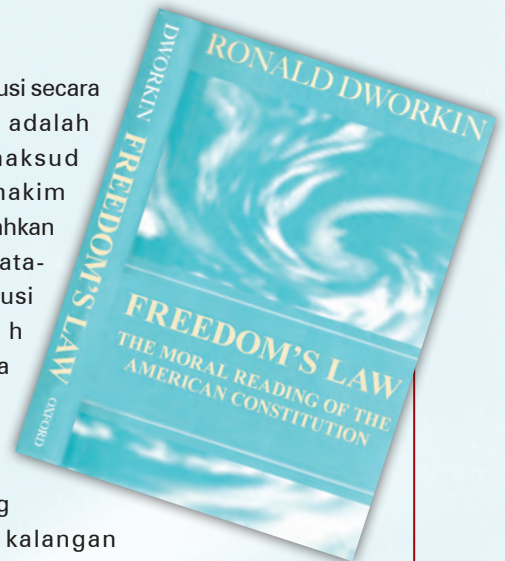 usi secara
adalah
aksud
hakim
ahkan
ata-
usi
h
a
g
kalangan
DWORKIN FREEDOM'S LAW OXFORD
RONALD DWORKIN
FREEDOM'S LAW
THE MORAL READING OF THE
AMERICAN CONSTITUTION